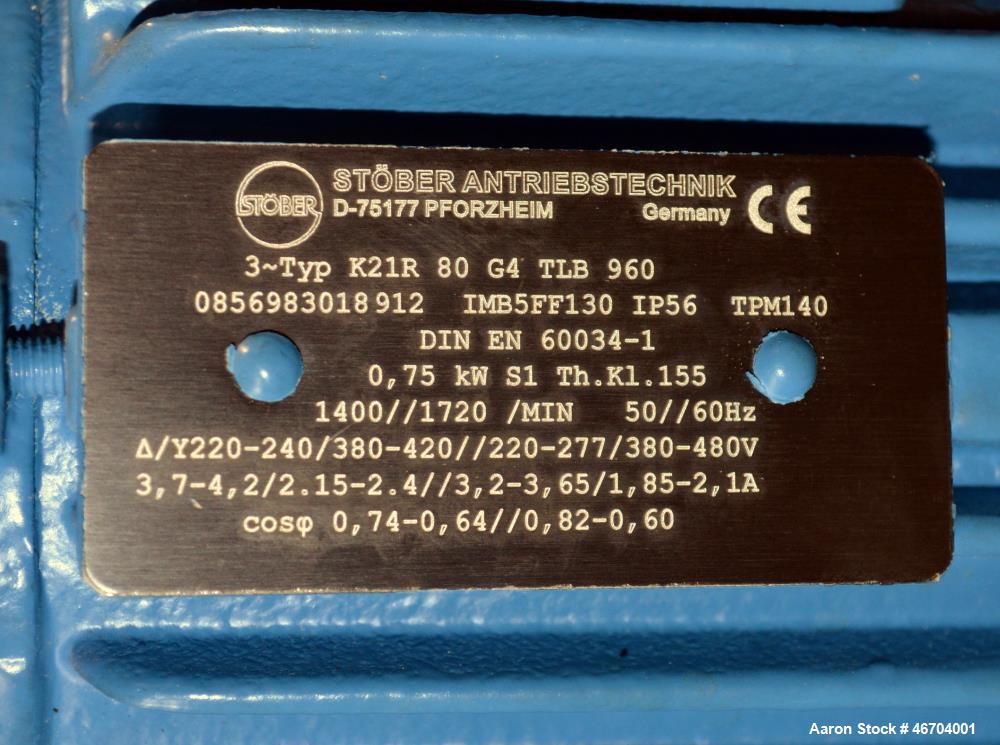 STÖBER
STÖBER ANTRIEBSTECHNIK
D-75177 PFORZHEIM Germany CE
3~Typ K21R 80 G4 TLB 960
0856983018912 IMB5FF130 IP56 TPM140
DIN EN 60034-1
0,75 kW S1 Th.Kl.155
1400//1720 /MIN 50//60Hz
Δ/Y220-240/380-420//220-277/380-480V
3,7-4,2/2.15-2.4//3,2-3,65/1,85-2,1A
cosφ 0,74-0,64//0,82-0,60
Aaron Stock # 46704001